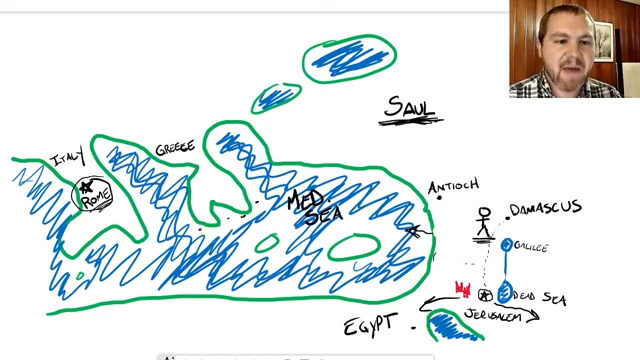 SAUL
ITALY
GREECE
ROME
MED
SEA
ANTIOCH
DAMASCUS
GALILEE
DEAD SEA
JERUSALEM
EGYPT